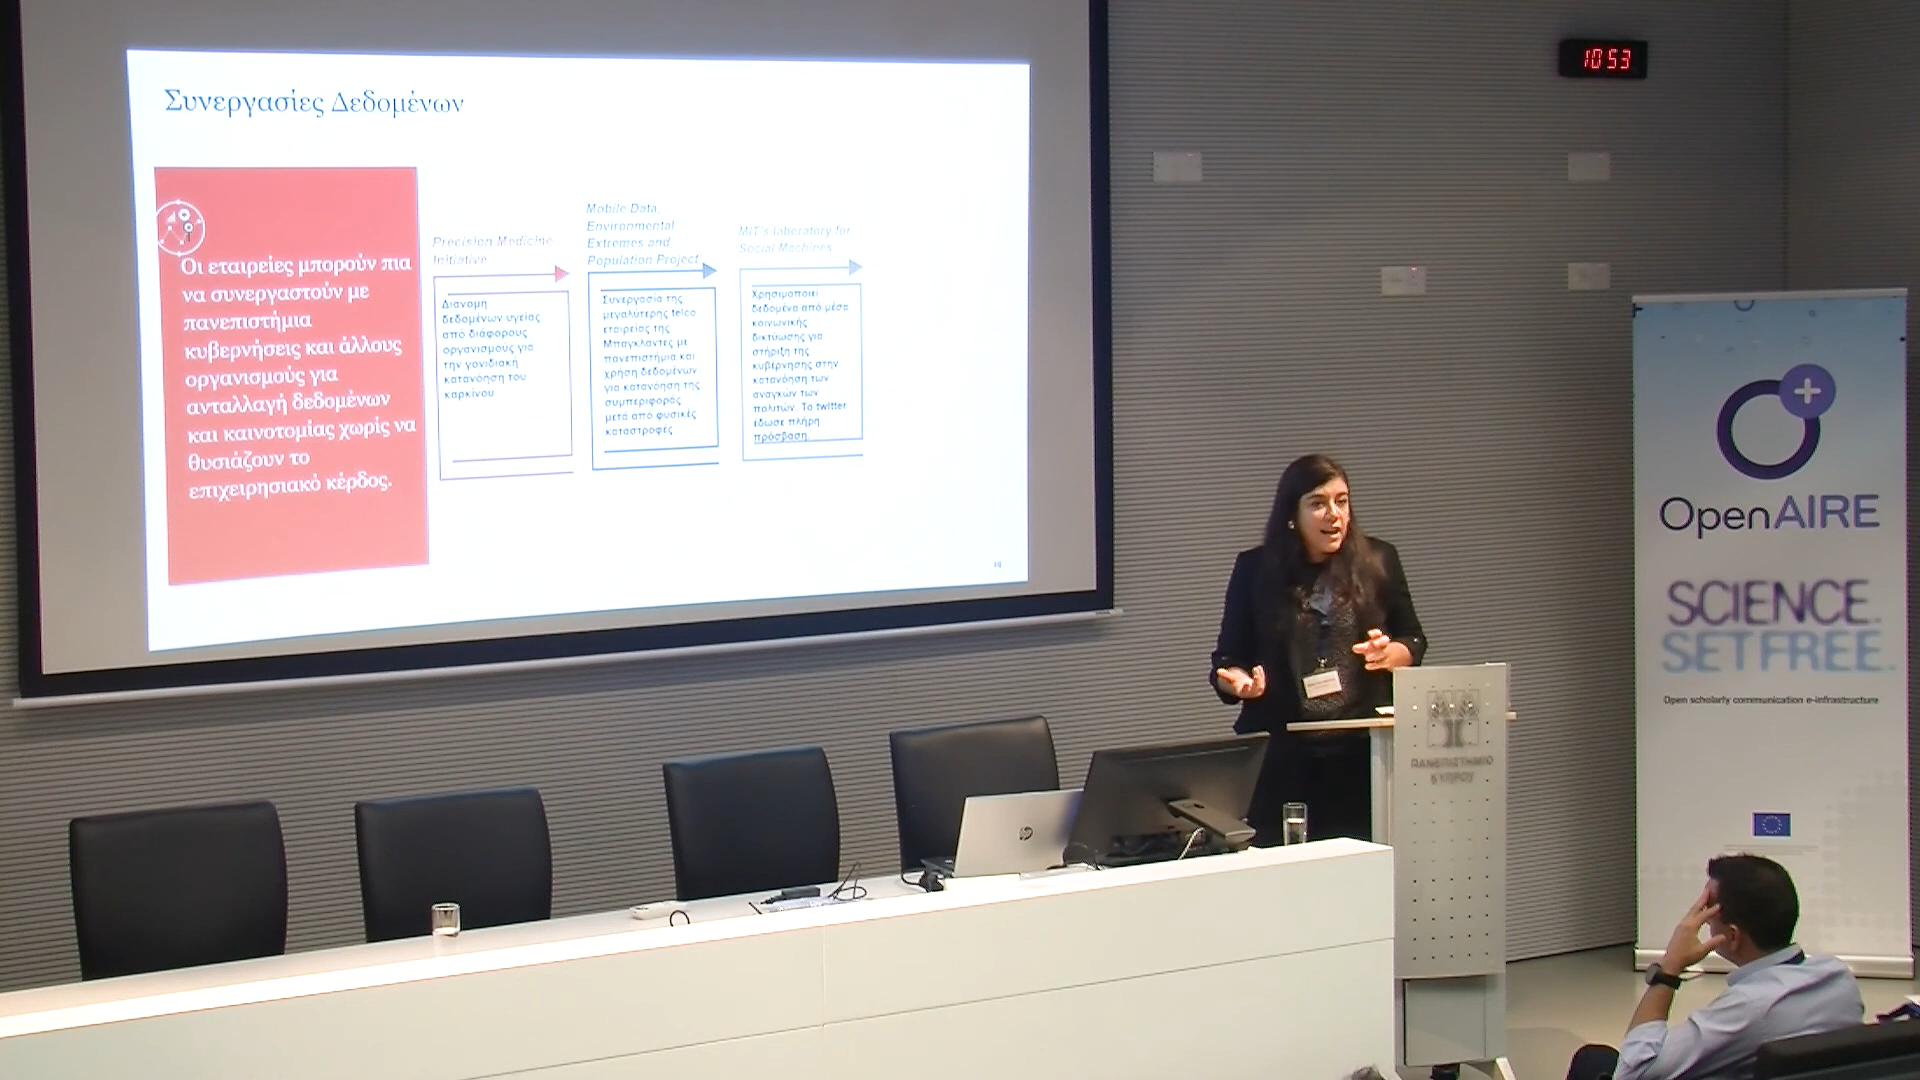 Συνεργασίες Δεδομένων
Οι εταιρείες μπορούν πια
να συνεργαστούν με
πανεπιστήμια
κυβερνήσεις και άλλους
οργανισμούς για
ανταλλαγή δεδομένων
και καινοτομίας χωρίς να
θυσιάζουν το
επιχειρησιακό κέρδος.
Precision Medicine
Initiative
Διανομη
δεδομένων υγείας
από διάφορους
οργανισμούς για
την γονιδιακή
κατανόηση του
καρκίνου
Mobile Data,
Environmental
Extremes and
Population Project
Συνεργασία της
μεγαλύτερης telco
εταιρείας της
Μπαγκλαντες με
πανεπιστήμια και
χρήση δεδομένων
για κατανόηση της
συμπεριφοράς
μετά από φυσικές
καταστροφές
MIT's laboratory for
Social Machines
Χρησιμοποιεί
δεδομένα από μέσα
κοινωνικής
δικτύωσης για
στήριξη της
κυβέρνησης στην
κατανόηση των
αναγκών των
πολιτών. Το twitter
έδωσε πλήρη
πρόσβαση.
10 53
OpenAIRE
SCIENCE.
SET FREE.
Open scholarly communication e-infrastructure
ΠΑΝΕΠΙΣΤΗΜΙΟ
ΚΥΠΡΟΥ
hp